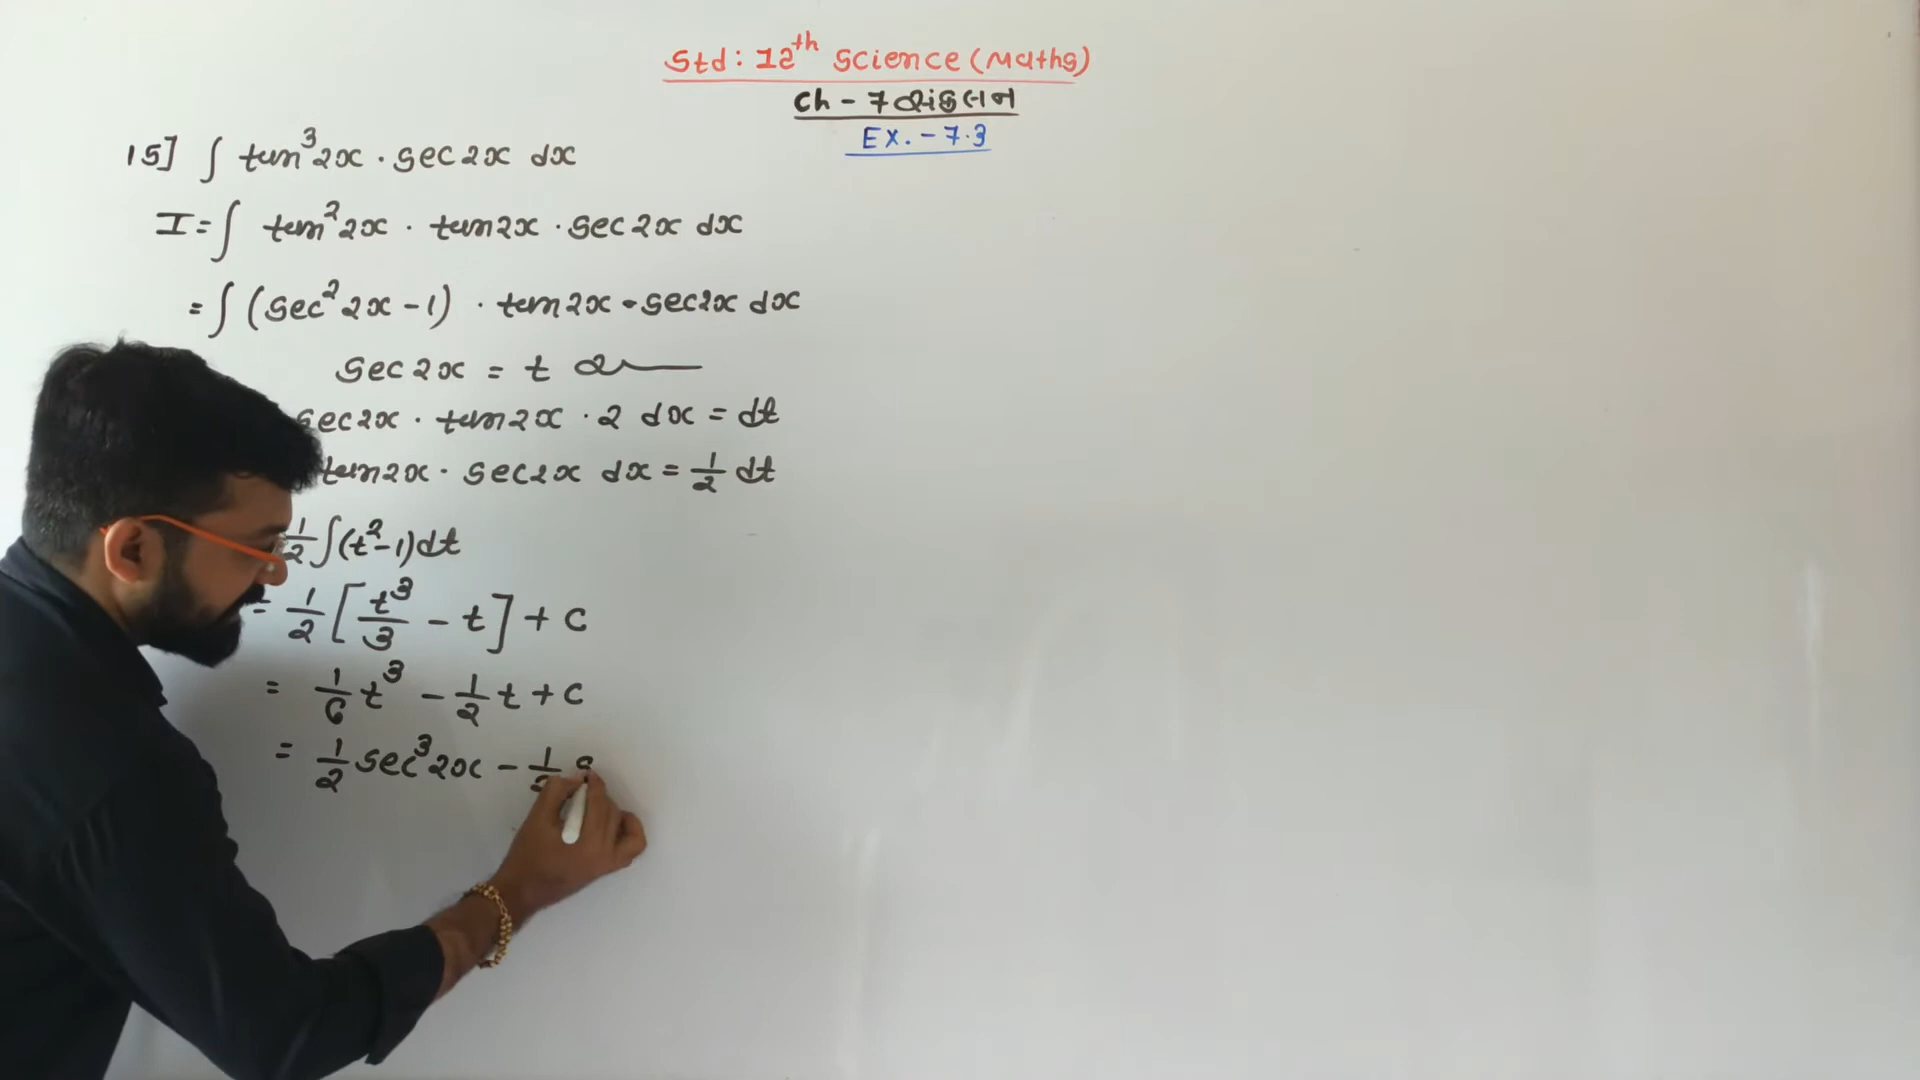 Std: 12th Science (Maths)
Ch - 7 સંકલન
EX. - 7.3
15] ∫ tan³2x · sec2x dx
I = ∫ tan²2x · tan2x · sec2x dx
= ∫ (sec²2x - 1) · tan2x · sec2x dx
sec2x = t
sec2x · tan2x · 2 dx = dt
tan2x · sec2x dx = 1/2 dt
1/2 ∫(t²-1)dt
= 1/2 [t³/3 - t] + c
= 1/6 t³ - 1/2 t + c
= 1/2 sec³2x - 1/2 s